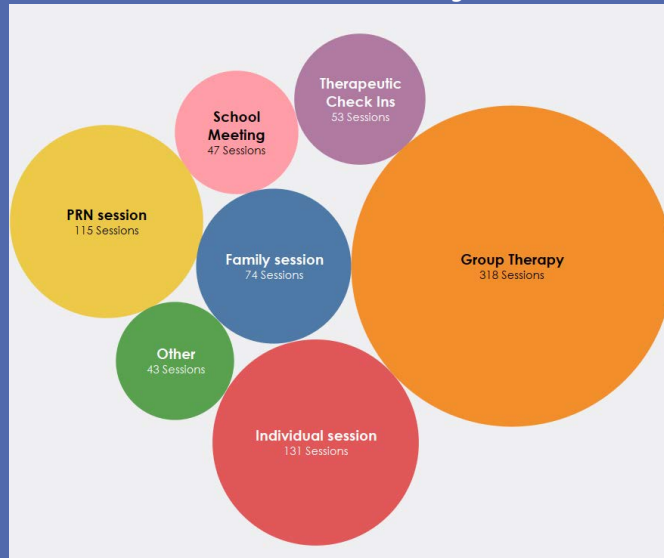 Therapeutic
Check Ins
53 Sessions
School
Meeting
47 Sessions
PRN session
115 Sessions
Family session
74 Sessions
Group Therapy
318 Sessions
Other
43 Sessions
Individual session
131 Sessions